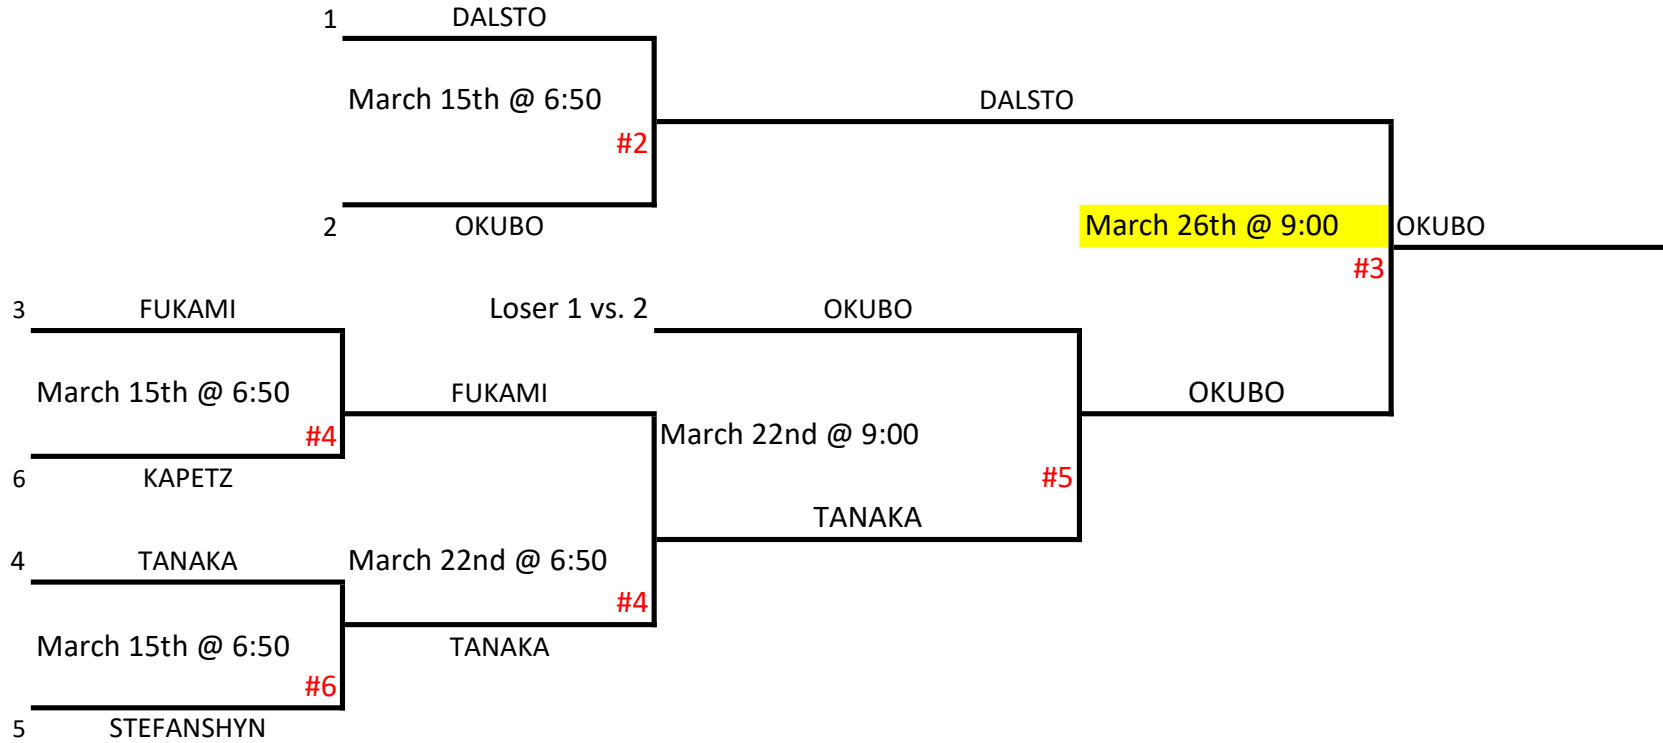 1 DALSTO
March 15th @ 6:50
DALSTO
#2
2 OKUBO
March 26th @ 9:00
OKUBO
#3
3 FUKAMI
Loser 1 vs. 2
OKUBO
March 15th @ 6:50
FUKAMI
OKUBO
#4
March 22nd @ 9:00
6 KAPETZ
#5
TANAKA
4 TANAKA
March 22nd @ 6:50
#4
March 15th @ 6:50
TANAKA
#6
5 STEFANSHYN